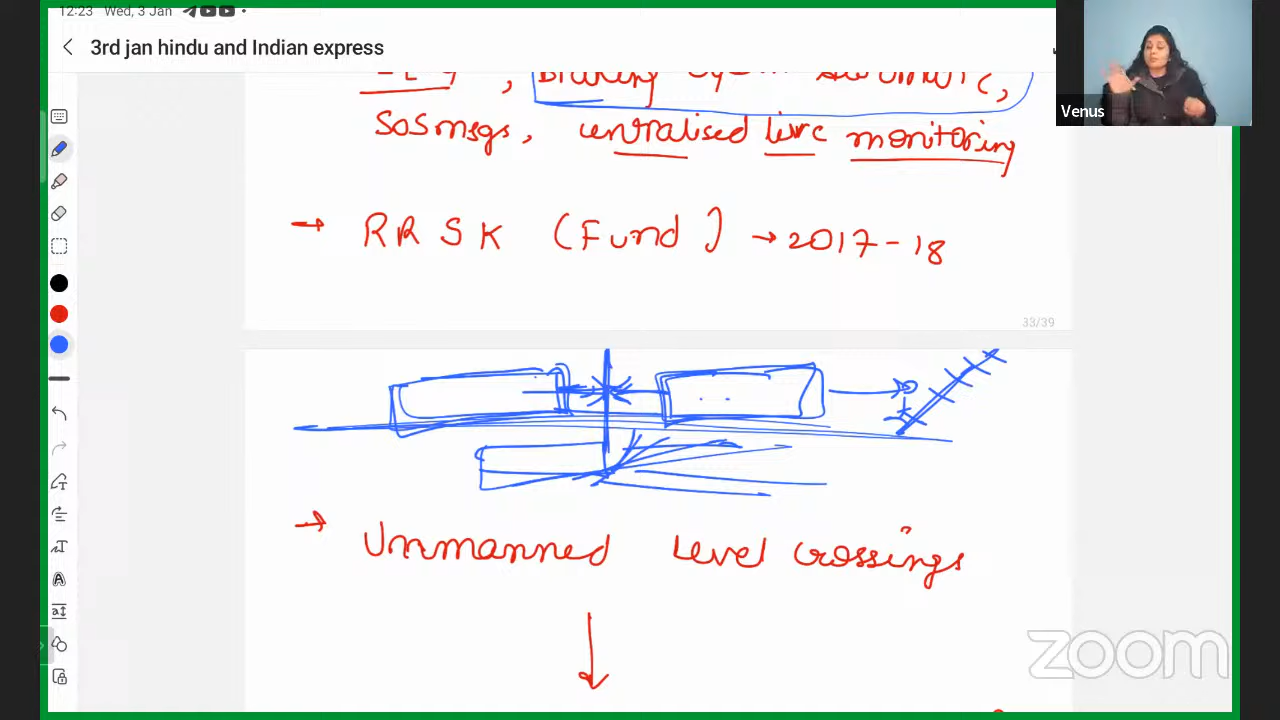 12:23 Wed, 3 Jan
3rd jan hindu and Indian express
Venus
SOS msgs, centralised live monitoring
→ RRSK (Fund) → 2017-18
33/39
→ Unmanned level crossings
zoom